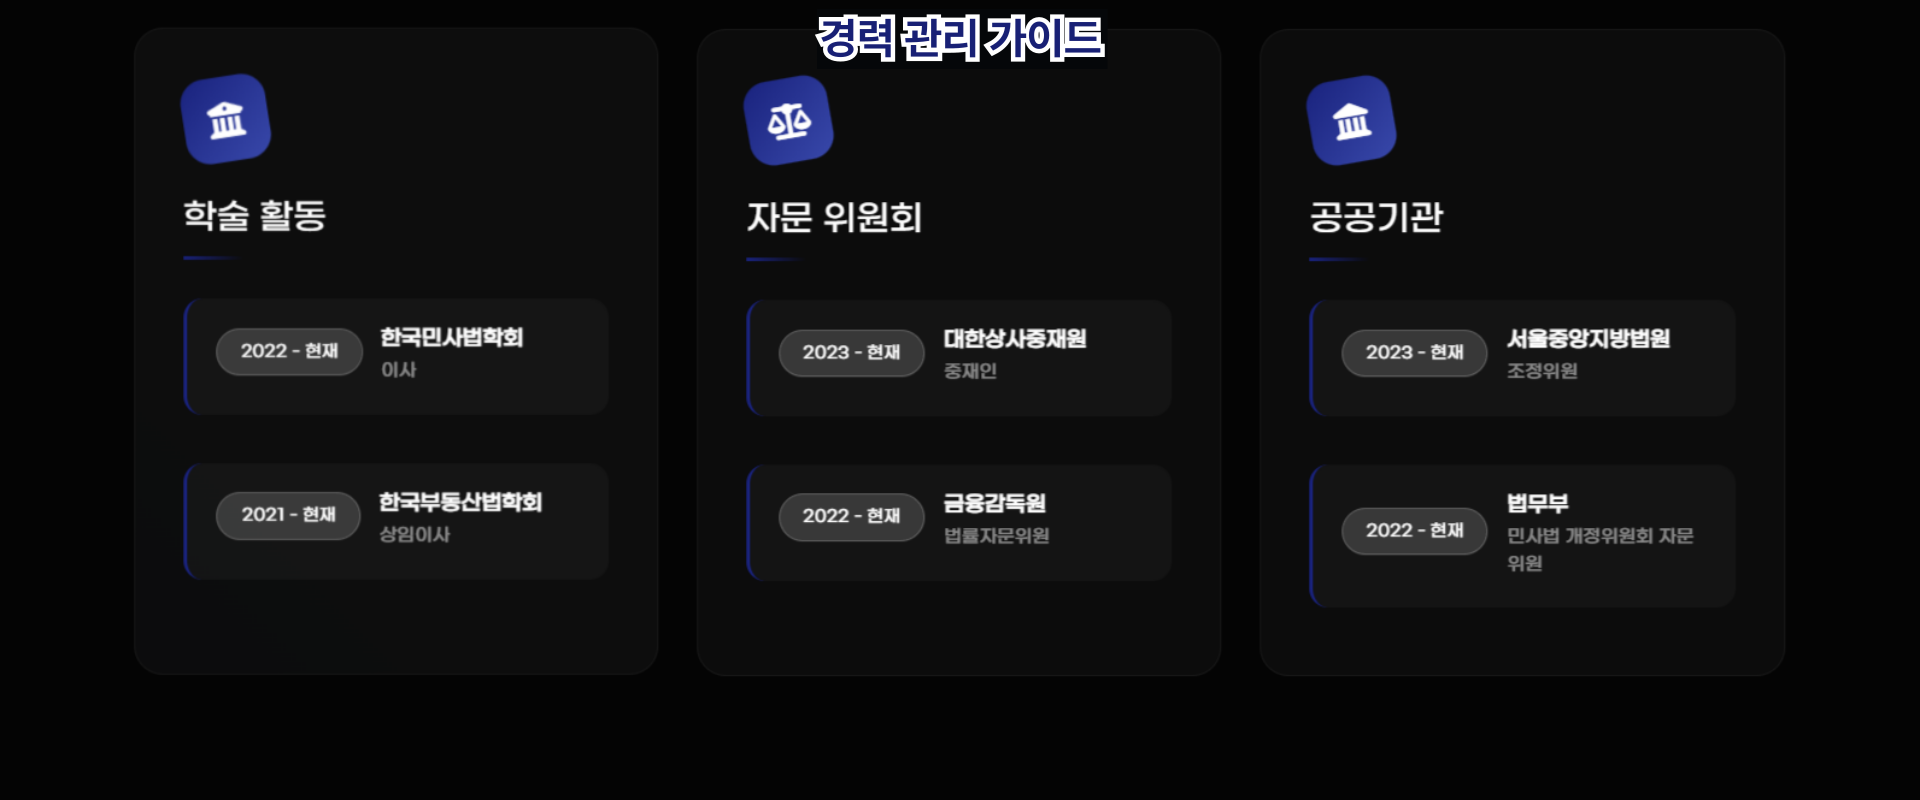 경력 관리 가이드
학술 활동
2022 - 현재
한국민사법학회
이사
2021 - 현재
한국부동산법학회
상임이사
자문 위원회
2023 - 현재
대한상사중재원
중재인
2022 - 현재
금융감독원
법률자문위원
공공기관
2023 - 현재
서울중앙지방법원
조정위원
2022 - 현재
법무부
민사법 개정위원회 자문
위원